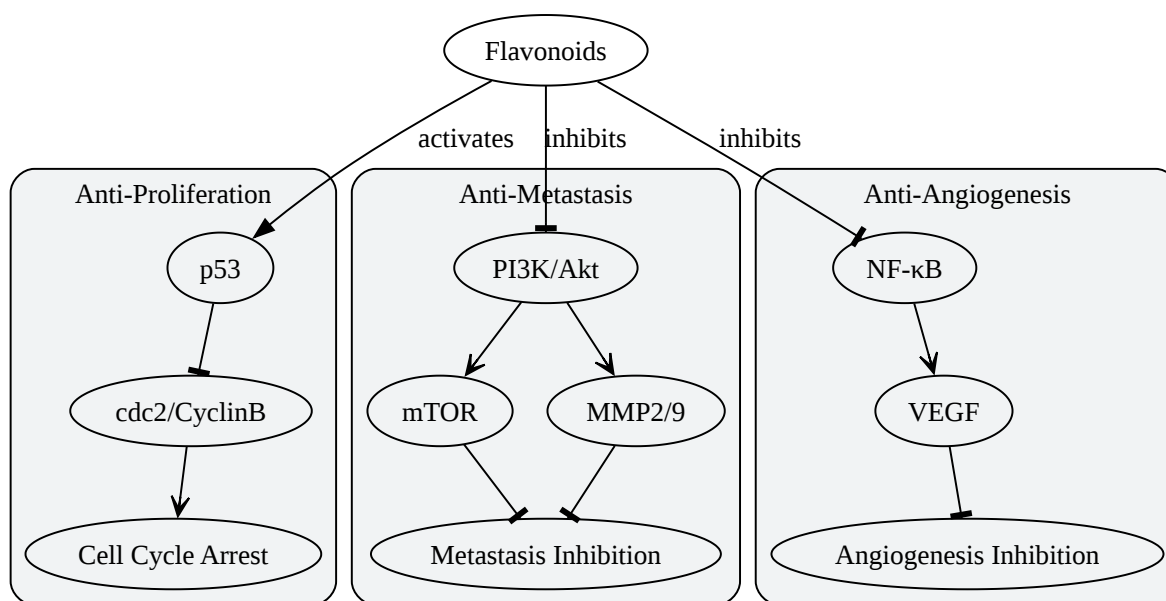 Flavonoids
activates
inhibits
inhibits
Anti-Proliferation
Anti-Metastasis
Anti-Angiogenesis
p53
PI3K/Akt
NF-κB
cdc2/CyclinB
mTOR
MMP2/9
VEGF
Cell Cycle Arrest
Metastasis Inhibition
Angiogenesis Inhibition